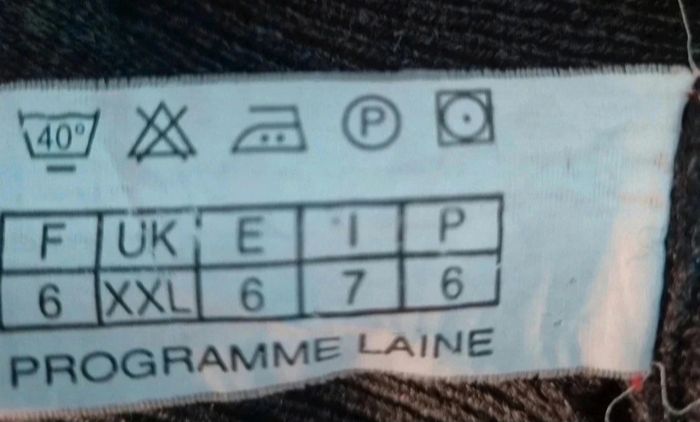 40° P
F UK E I P
6 XXL 6 7 6
PROGRAMME LAINE